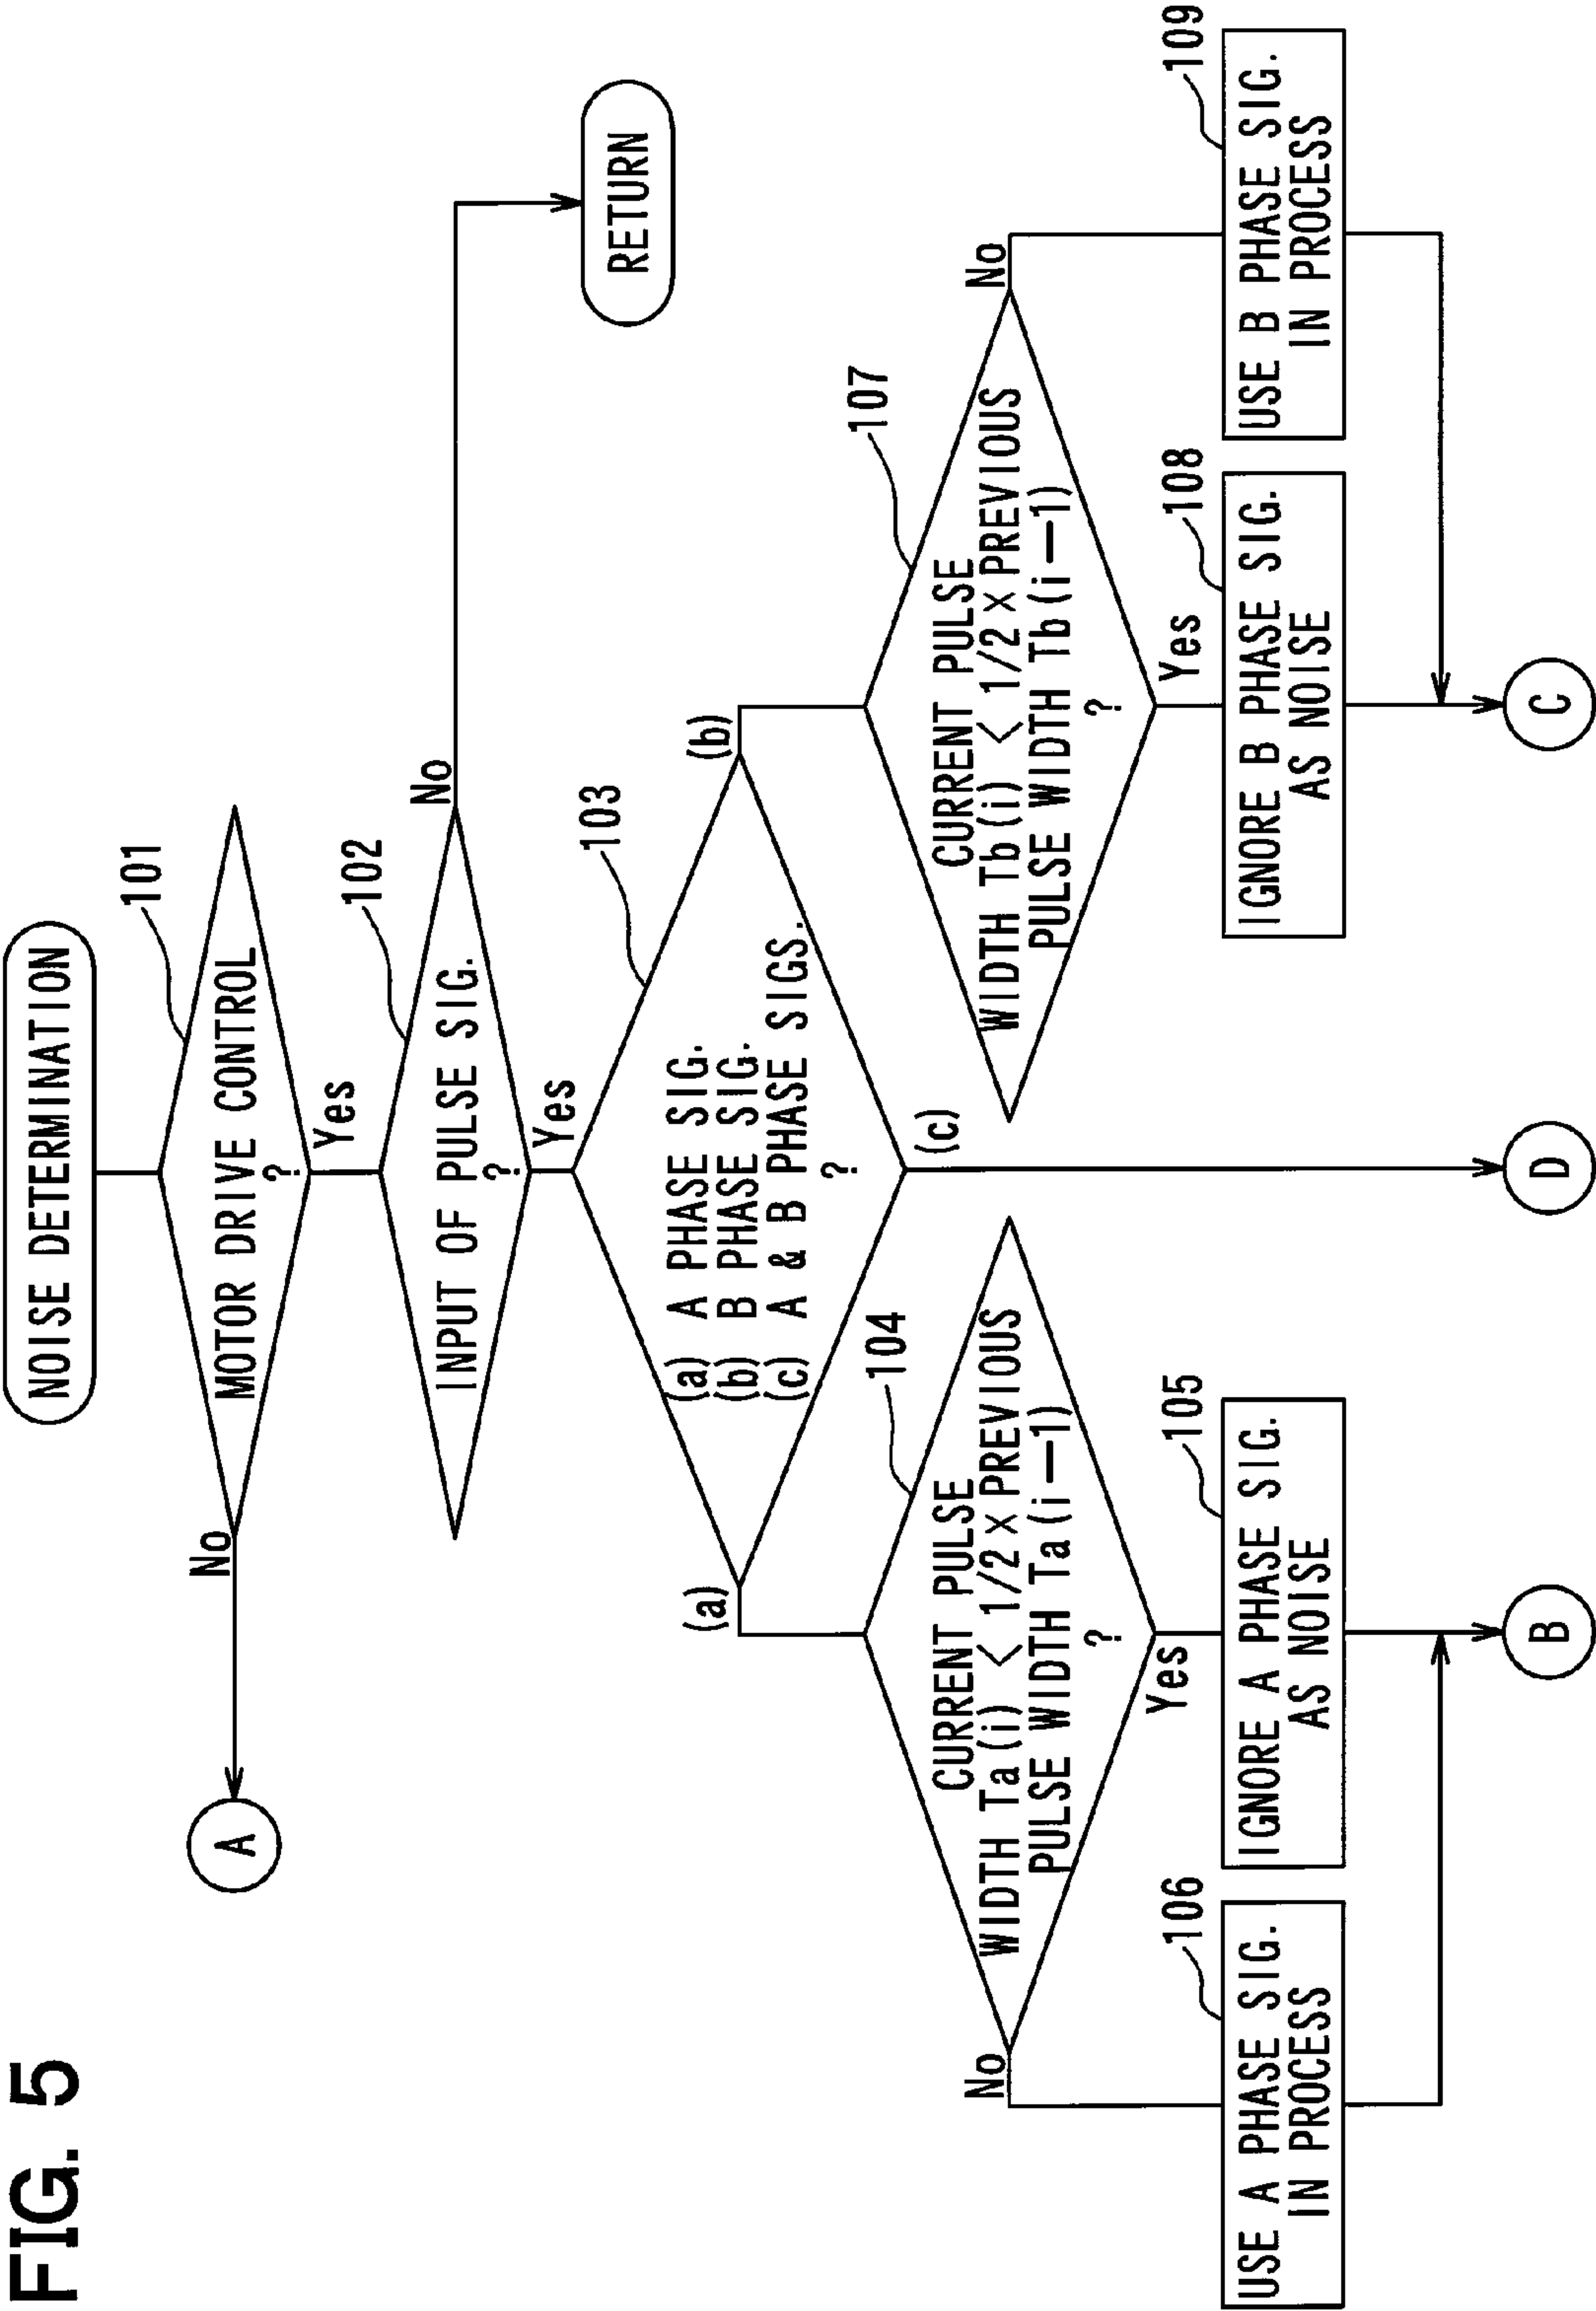 FIG. 5
NOISE DETERMINATION
101
MOTOR DRIVE CONTROL
?
No
A
Yes
102
INPUT OF PULSE SIG.
?
No
RETURN
Yes
103
(a) A PHASE SIG.
(b) B PHASE SIG.
(c) A & B PHASE SIGS.
?
(a)
(b)
(c)
104
CURRENT PULSE
WIDTH Ta(i) < 1/2×PREVIOUS
PULSE WIDTH Ta(i—1)
?
No
Yes
107
CURRENT PULSE
WIDTH Tb(i) < 1/2×PREVIOUS
PULSE WIDTH Tb(i—1)
?
Yes
No
106
USE A PHASE SIG.
IN PROCESS
105
IGNORE A PHASE SIG.
AS NOISE
108
IGNORE B PHASE SIG.
AS NOISE
109
USE B PHASE SIG.
IN PROCESS
B
D
C